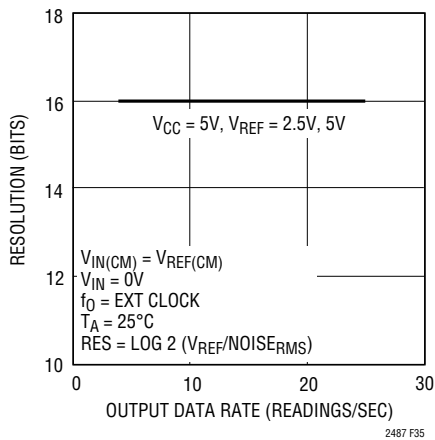 18
16
14
12
10
RESOLUTION (BITS)
VCC = 5V, VREF = 2.5V, 5V
VIN(CM) = VREF(CM)
VIN = 0V
fO = EXT CLOCK
TA = 25°C
RES = LOG 2 (VREF/NOISERMS)
0 10 20 30
OUTPUT DATA RATE (READINGS/SEC)
2487 F35